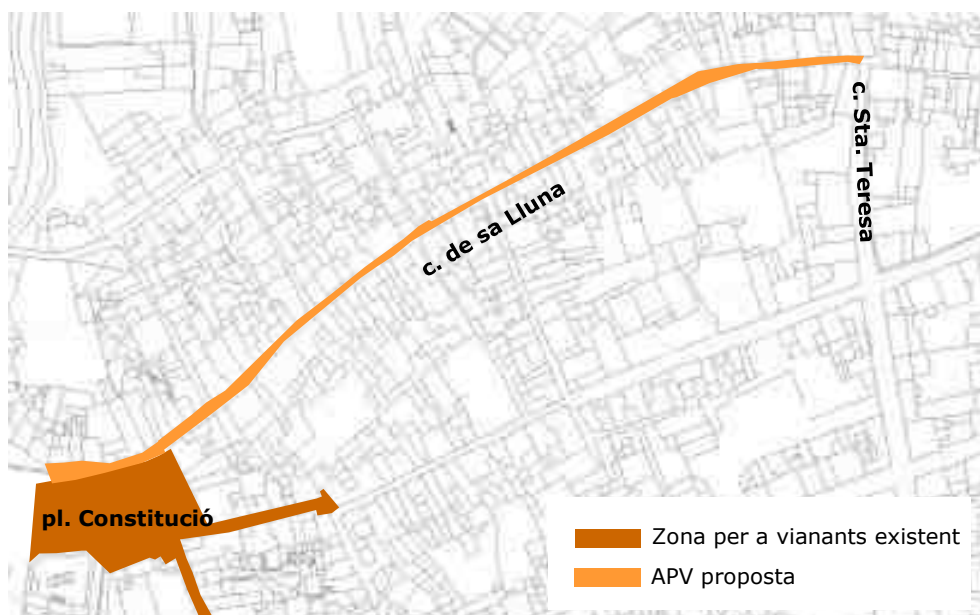 c. Sta. Teresa
c. de sa Lluna
pl. Constitució
Zona per a vianants existent
APV proposta